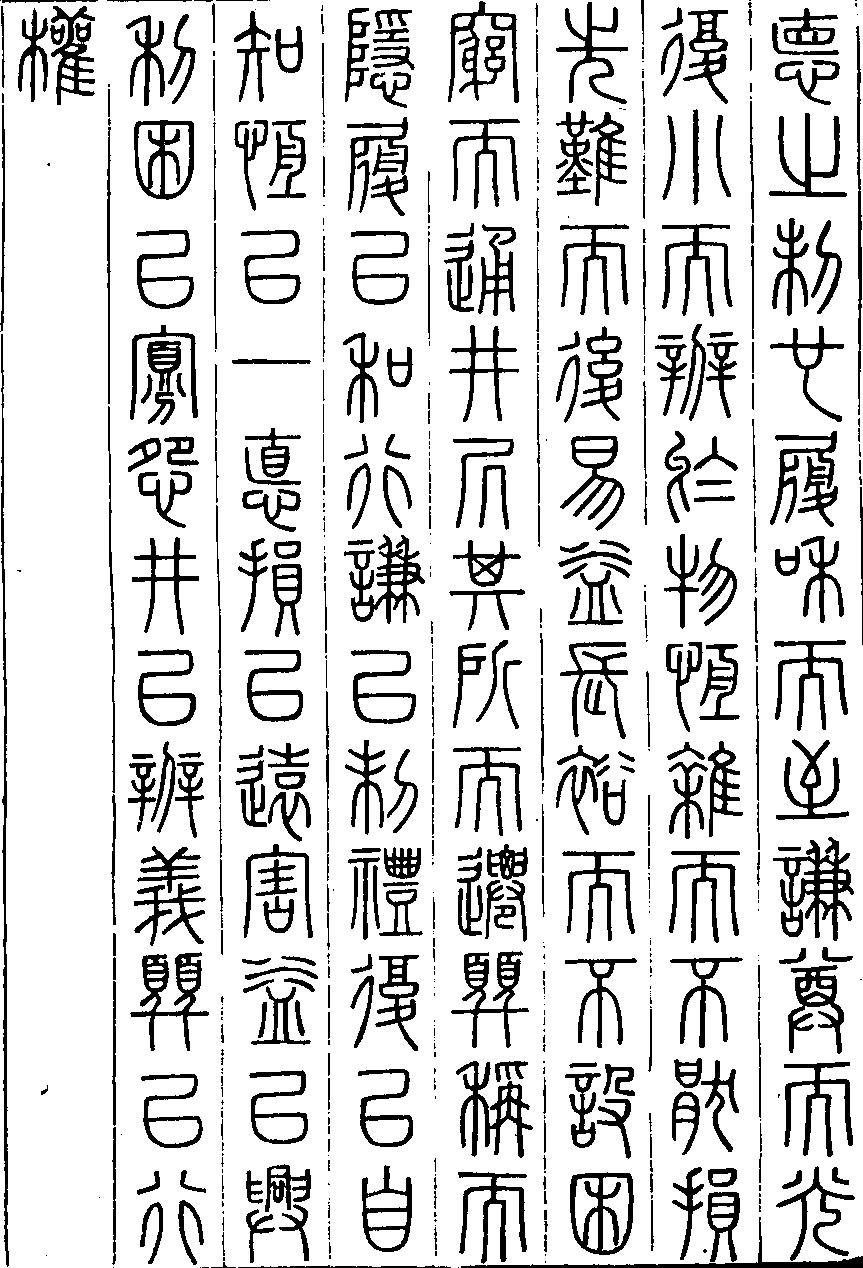 德之制也履和而至謙尊而光
復小而辨於物恆雜而不厭損
先難而後易益長裕而不設困
窮而通井居其所而遷巽稱而
隱履以和行謙以制禮復以自
知恆以一德損以遠害益以興
利困以寡怨井以辨義巽以行
權